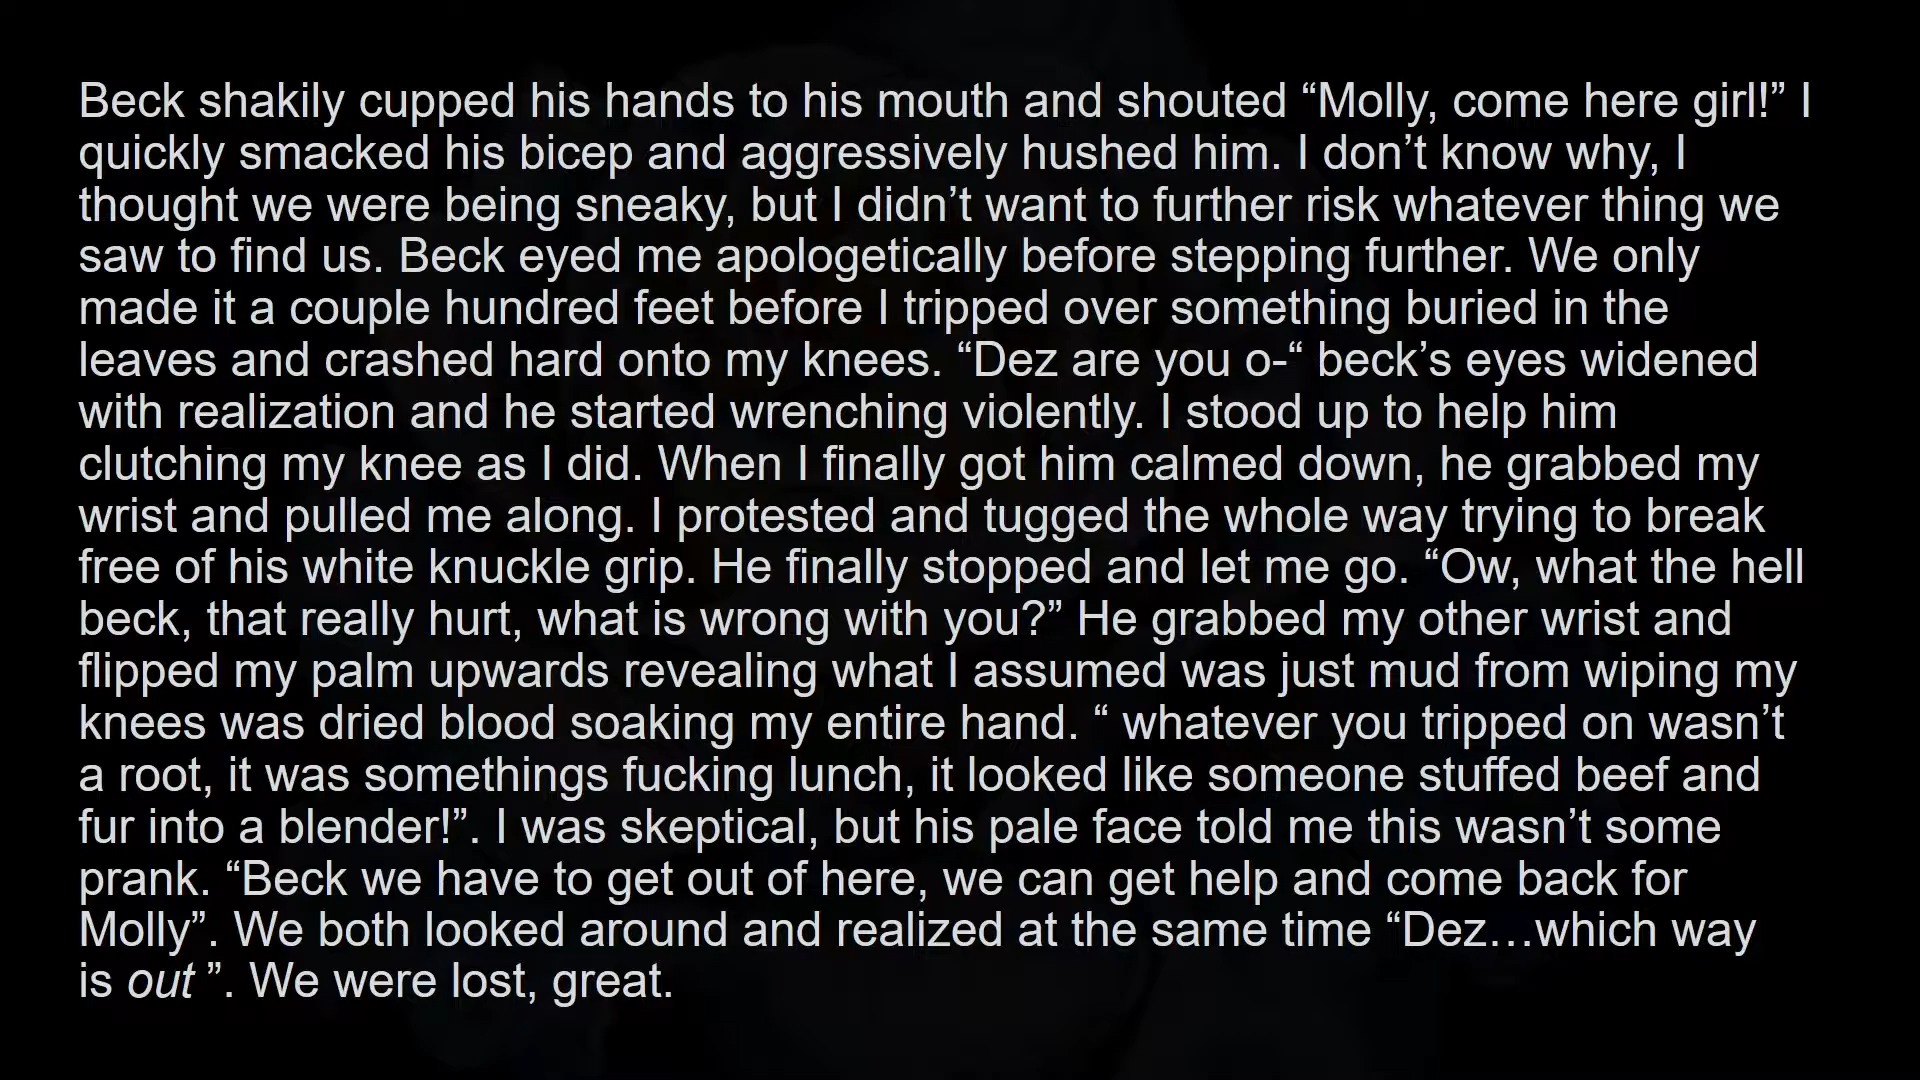 Beck shakily cupped his hands to his mouth and shouted “Molly, come here girl!” I
quickly smacked his bicep and aggressively hushed him. I don’t know why, I
thought we were being sneaky, but I didn’t want to further risk whatever thing we
saw to find us. Beck eyed me apologetically before stepping further. We only
made it a couple hundred feet before I tripped over something buried in the
leaves and crashed hard onto my knees. “Dez are you o-“ beck’s eyes widened
with realization and he started wrenching violently. I stood up to help him
clutching my knee as I did. When I finally got him calmed down, he grabbed my
wrist and pulled me along. I protested and tugged the whole way trying to break
free of his white knuckle grip. He finally stopped and let me go. “Ow, what the hell
beck, that really hurt, what is wrong with you?” He grabbed my other wrist and
flipped my palm upwards revealing what I assumed was just mud from wiping my
knees was dried blood soaking my entire hand. “ whatever you tripped on wasn’t
a root, it was somethings fucking lunch, it looked like someone stuffed beef and
fur into a blender!”. I was skeptical, but his pale face told me this wasn’t some
prank. “Beck we have to get out of here, we can get help and come back for
Molly”. We both looked around and realized at the same time “Dez…which way
is out ”. We were lost, great.